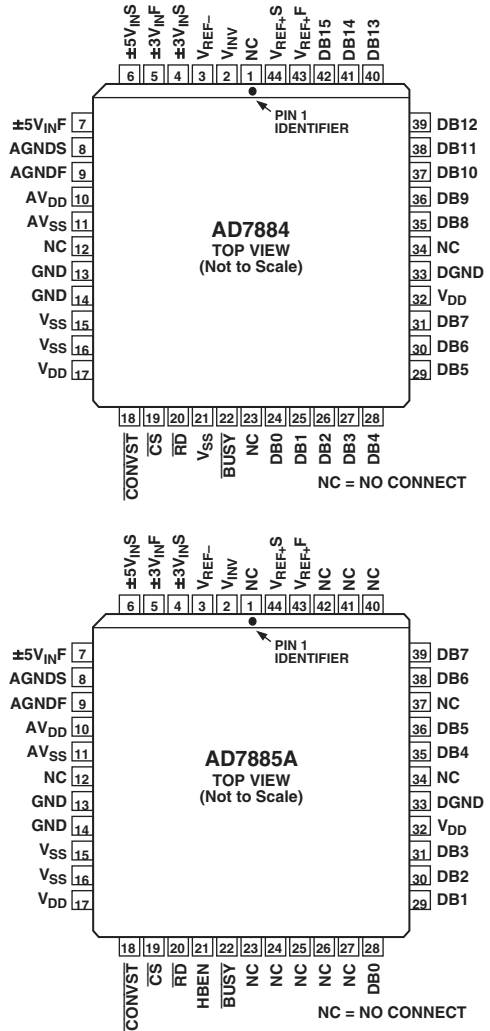 ±5VINS
±3VINF
±3VINS
VREF–
VINV
NC
VREF+S
VREF+F
DB15
DB14
DB13
6 5 4 3 2 1 44 43 42 41 40
PIN 1
IDENTIFIER
±5VINF 7
AGNDS 8
AGNDF 9
AVDD 10
AVSS 11
NC 12
GND 13
GND 14
VSS 15
VSS 16
VDD 17
AD7884
TOP VIEW
(Not to Scale)
39 DB12
38 DB11
37 DB10
36 DB9
35 DB8
34 NC
33 DGND
32 VDD
31 DB7
30 DB6
29 DB5
18 19 20 21 22 23 24 25 26 27 28
CONVST
CS
RD
VSS
BUSY
NC
DB0
DB1
DB2
DB3
DB4
NC = NO CONNECT
±5VINS
±3VINF
±3VINS
VREF–
VINV
NC
VREF+S
VREF+F
NC
NC
NC
6 5 4 3 2 1 44 43 42 41 40
PIN 1
IDENTIFIER
±5VINF 7
AGNDS 8
AGNDF 9
AVDD 10
AVSS 11
NC 12
GND 13
GND 14
VSS 15
VSS 16
VDD 17
AD7885A
TOP VIEW
(Not to Scale)
39 DB7
38 DB6
37 NC
36 DB5
35 DB4
34 NC
33 DGND
32 VDD
31 DB3
30 DB2
29 DB1
18 19 20 21 22 23 24 25 26 27 28
CONVST
CS
RD
HBEN
BUSY
NC
NC
NC
NC
NC
DB0
NC = NO CONNECT